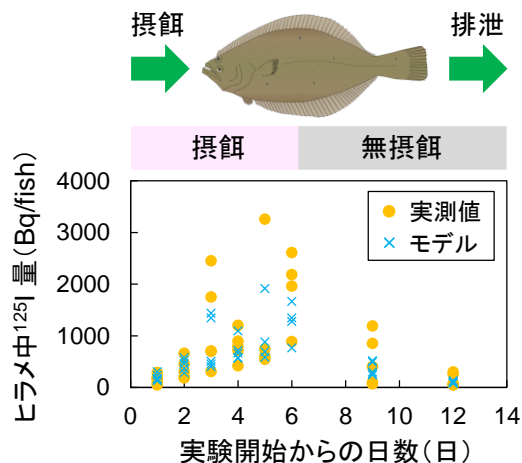 摂餌
排泄
摂餌
無摂餌
ヒラメ中¹²⁵I 量(Bq/fish)
4000
3000
2000
1000
0
実測値
モデル
0 2 4 6 8 10 12 14
実験開始からの日数(日)